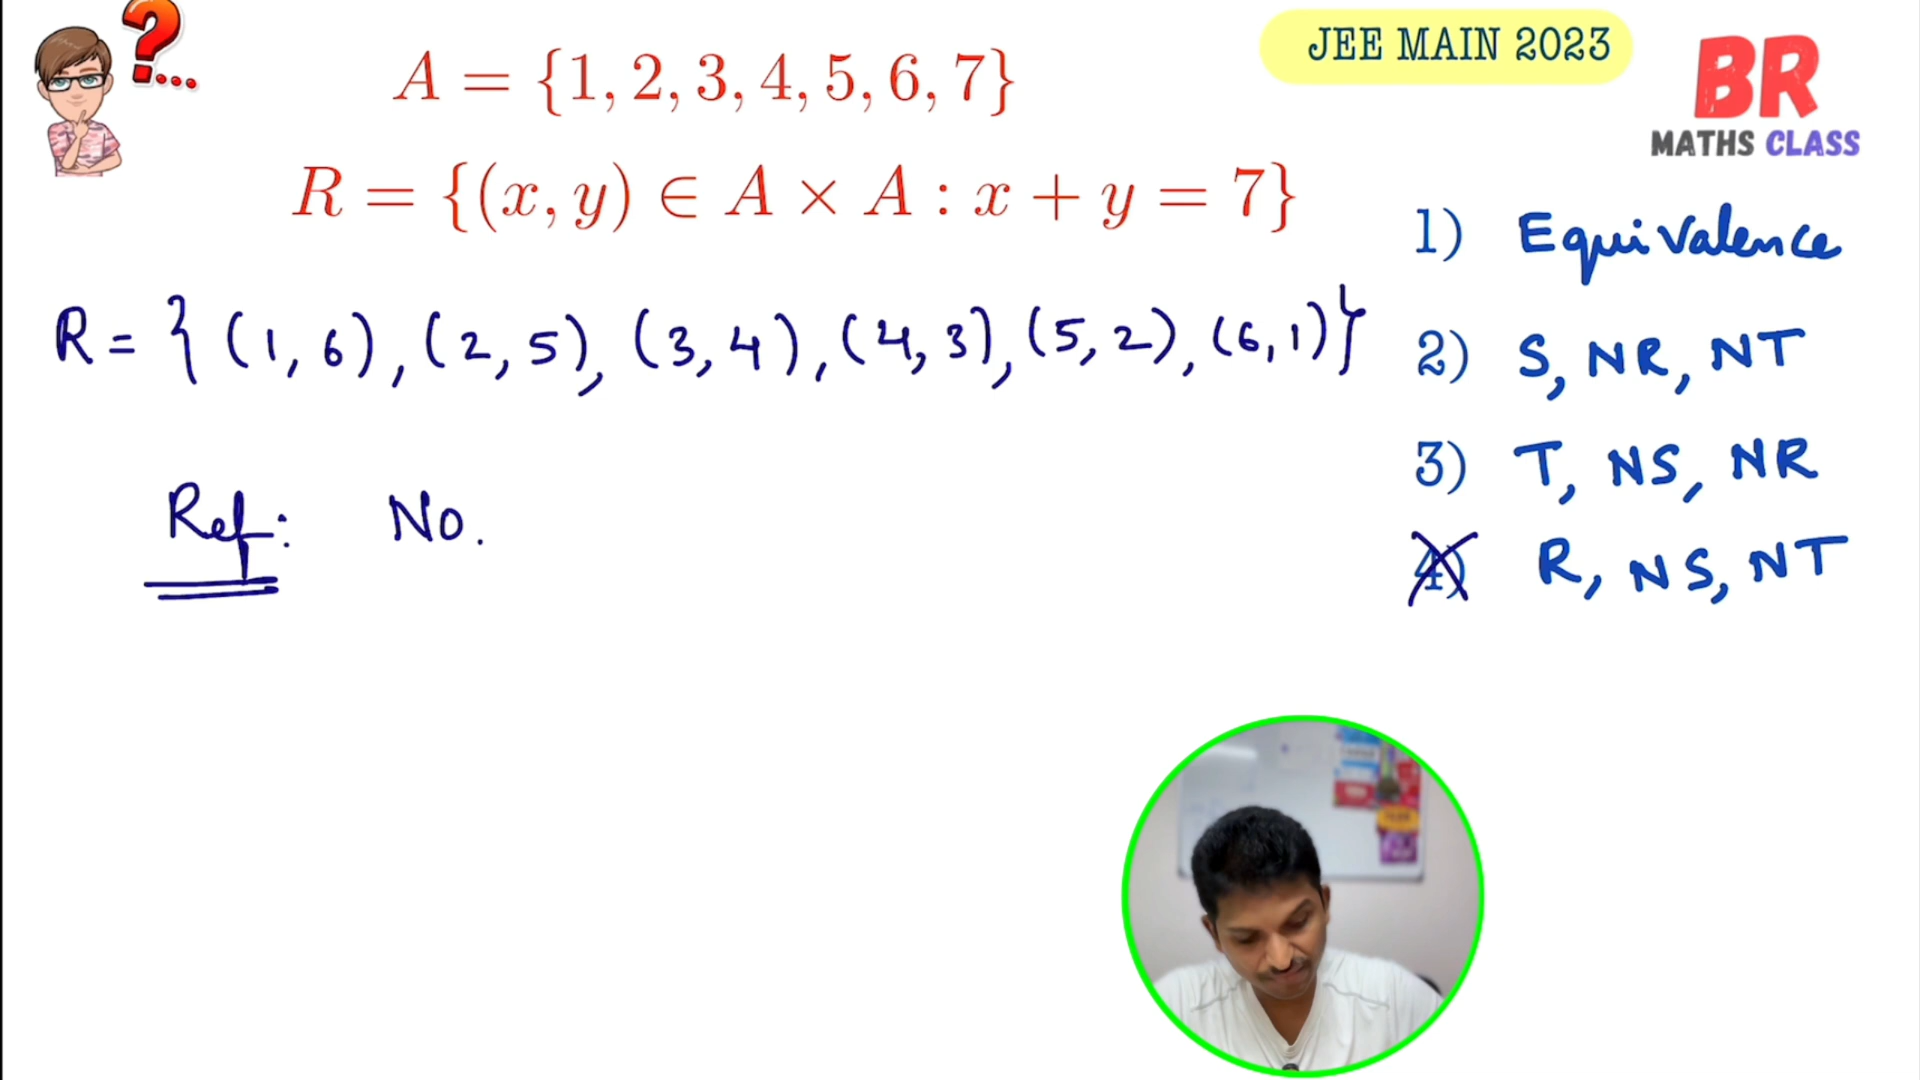 JEE MAIN 2023
BR
MATHS CLASS
A = {1, 2, 3, 4, 5, 6, 7}
R = {(x, y) ∈ A × A : x + y = 7}
R = { (1, 6), (2, 5), (3, 4), (4, 3), (5, 2), (6, 1) }
Ref: No.
1) Equivalence
2) S, NR, NT
3) T, NS, NR
4) R, NS, NT